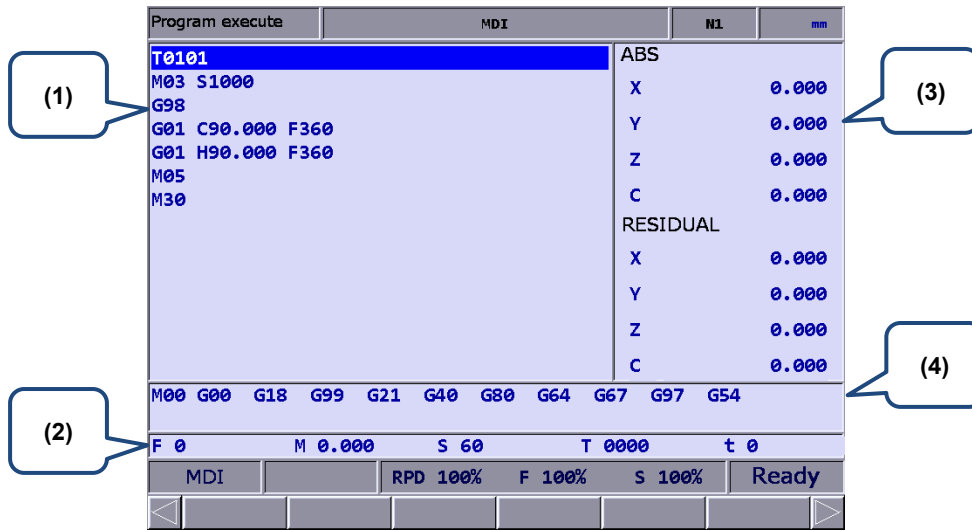 Program execute MDI N1 mm
T0101
M03 S1000
G98
G01 C90.000 F360
G01 H90.000 F360
M05
M30
ABS
X 0.000
Y 0.000
Z 0.000
C 0.000
RESIDUAL
X 0.000
Y 0.000
Z 0.000
C 0.000
M00 G00 G18 G99 G21 G40 G80 G64 G67 G97 G54
F 0 M 0.000 S 60 T 0000 t 0
MDI RPD 100% F 100% S 100% Ready
(1)
(2)
(3)
(4)